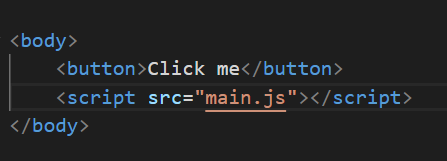 <body>
<button>Click me</button>
<script src="main.js"></script>
</body>